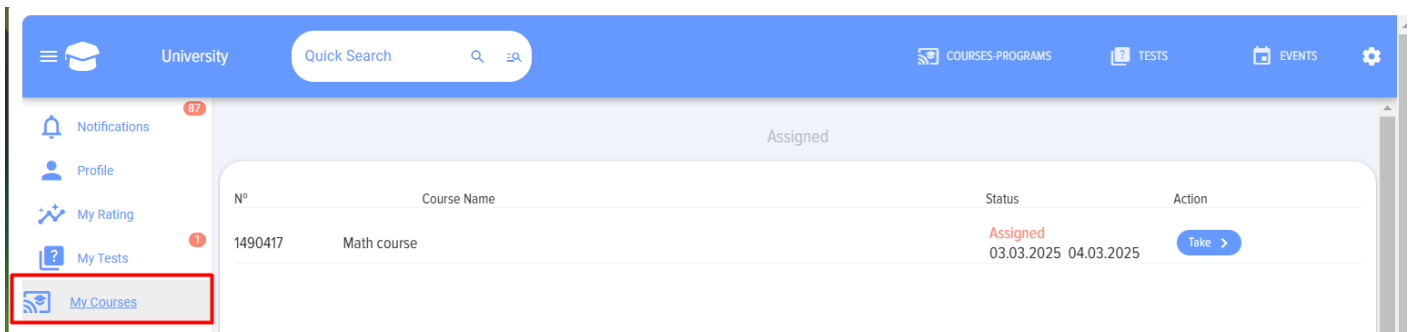 University
Quick Search
COURSES-PROGRAMS
? TESTS
EVENTS
87
Notifications
Profile
My Rating
1
? My Tests
My Courses
Assigned
Nº Course Name Status Action
1490417 Math course Assigned Take >
03.03.2025 04.03.2025